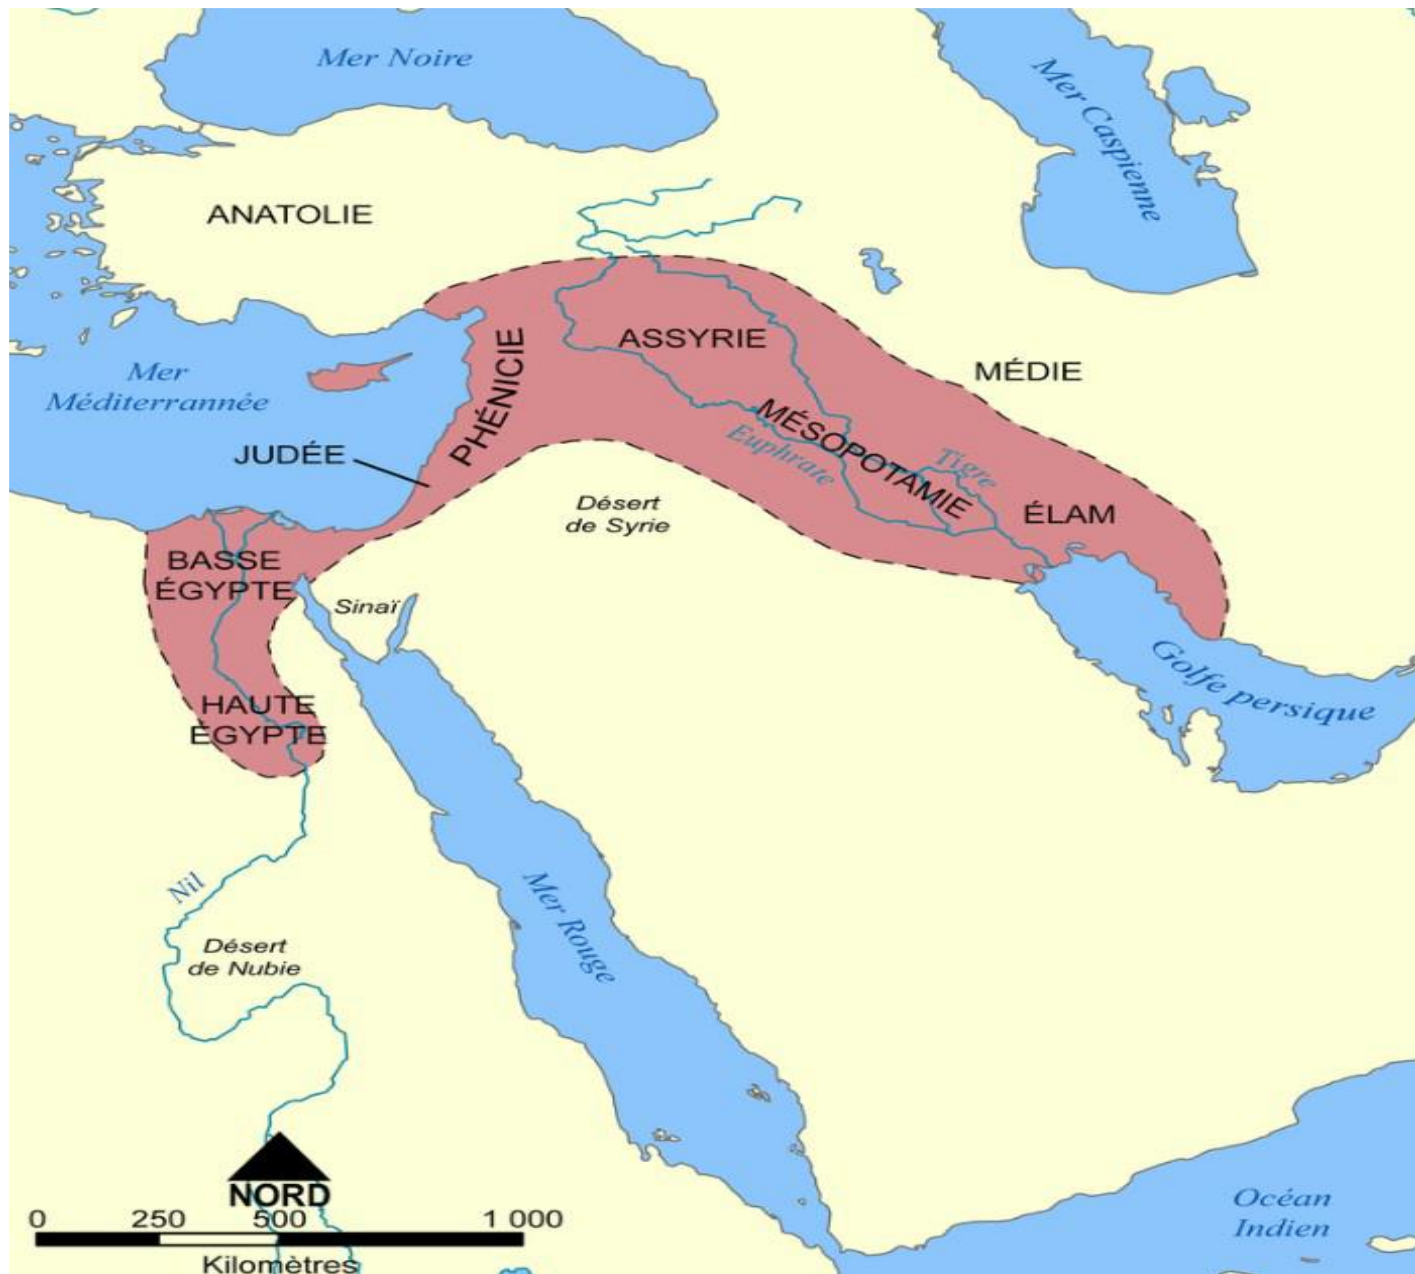 Mer Noire
Mer Caspienne
ANATOLIE
ASSYRIE
PHÉNICIE
MÉDIE
Mer
Méditerrannée
MÉSOPOTAMIE
Euphrate
Tigre
JUDÉE
Désert
de Syrie
ÉLAM
BASSE
ÉGYPTE
Sinaï
Golfe persique
HAUTE
ÉGYPTE
Nil
Mer Rouge
Désert
de Nubie
NORD
0 250 500 1 000
Kilomètres
Océan
Indien